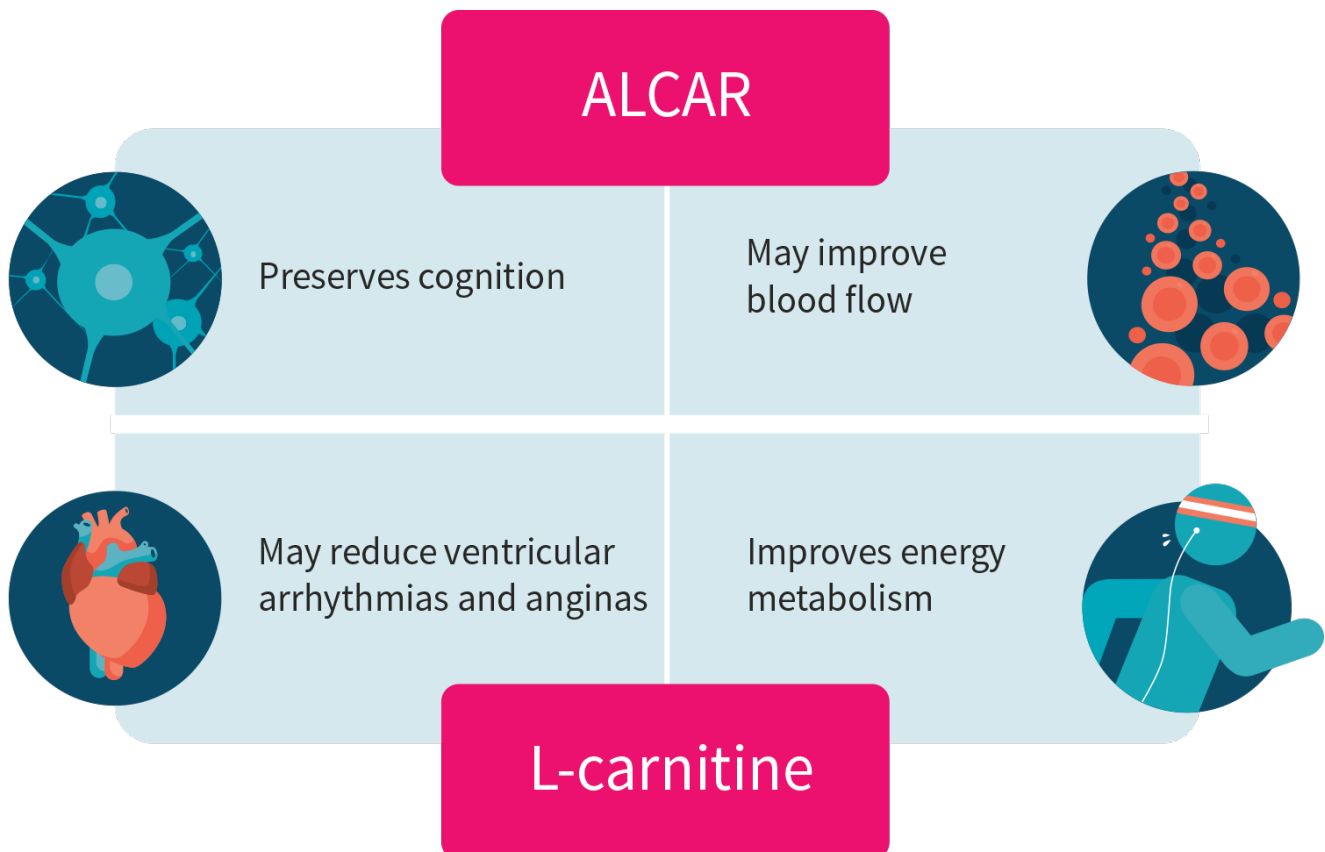 ALCAR
Preserves cognition
May improve
blood flow
May reduce ventricular
arrhythmias and anginas
Improves energy
metabolism
L-carnitine